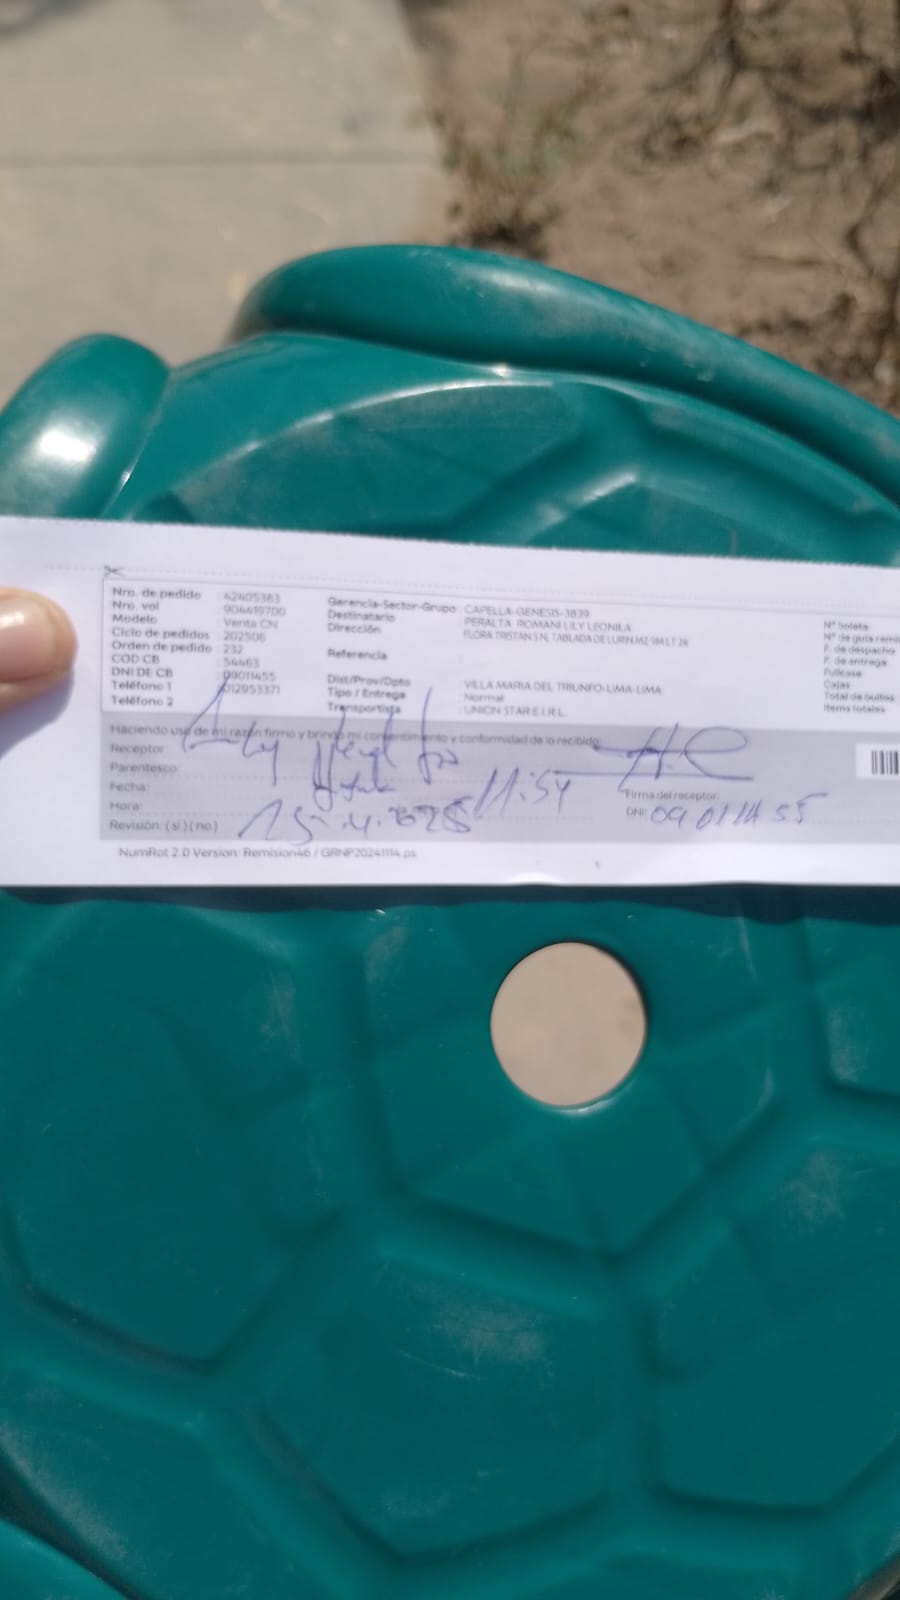 Nro. de pedido : 42405383
Nro. vol : 904419700
Modelo : Venta CN
Ciclo de pedidos : 202506
Orden de pedido : 232
COD CB : 54463
DNI DE CB : 09011455
Teléfono 1 : 012953371
Teléfono 2
Gerencia-Sector-Grupo : CAPELLA-GENESIS-3839
Destinatario : PERALTA ROMANI LILY LEONILA
Dirección : FLORA TRISTAN S N, TABLADA DE LURIN MZ 9M LT 24
Referencia
Dist/Prov/Dpto : VILLA MARIA DEL TRIUNFO-LIMA-LIMA
Tipo / Entrega : Normal
Transportista : UNION STAR E.I.R.L.
Nº boleta
Nº de guía remi
F. de despacho
F. de entrega
Fullcase
Cajas
Total de bultos
Items totales
Haciendo uso de mi razón firmo y brindo mi consentimiento y conformidad de lo recibido:
Receptor:
Parentesco:
Fecha:
Hora: 11:54
Revisión: (si) (no)
Firma del receptor:
DNI: 09011455
NumRot 2.0 Version: Remision46 / GRNP20241114.ps